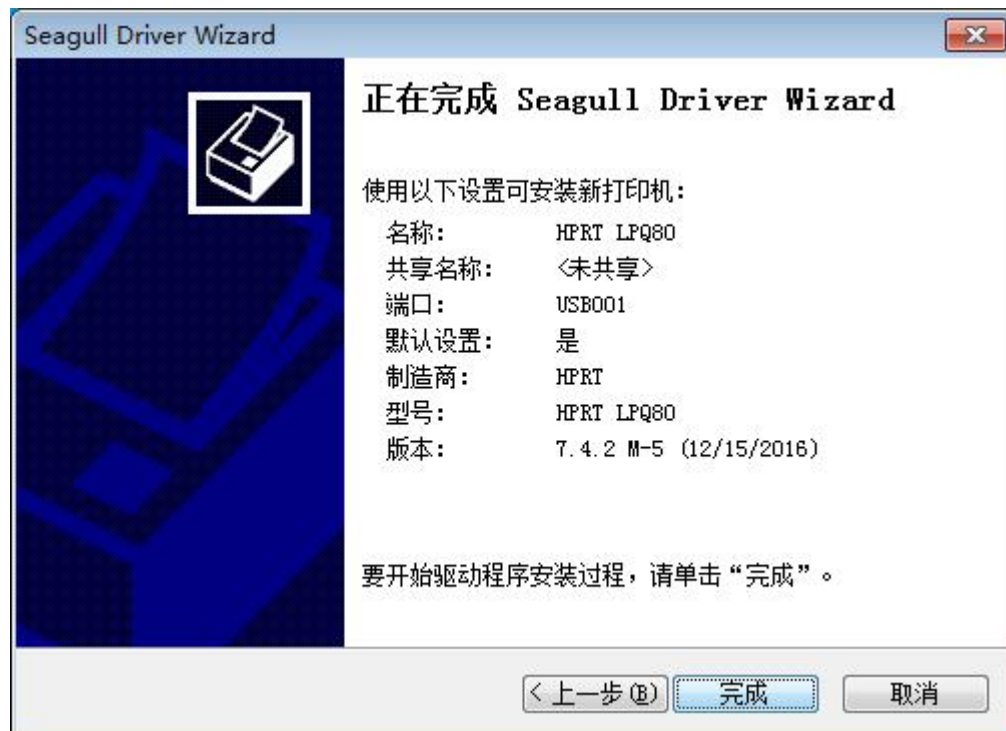 Seagull Driver Wizard
正在完成 Seagull Driver Wizard
使用以下设置可安装新打印机：
名称： HPRT LPQ80
共享名称： <未共享>
端口： USB001
默认设置： 是
制造商： HPRT
型号： HPRT LPQ80
版本： 7.4.2 M-5 (12/15/2016)
要开始驱动程序安装过程，请单击“完成”。
< 上一步(B) 完成 取消